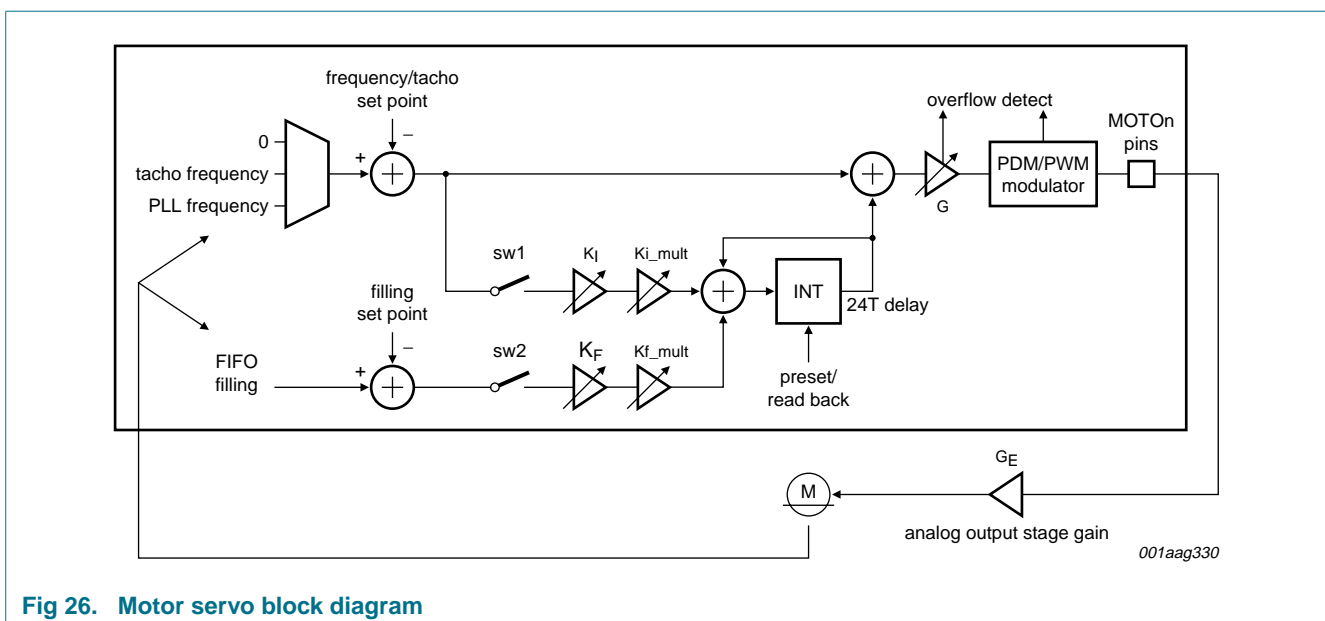 frequency/tacho
set point
overflow detect
MOTOn
pins
0
−
+
tacho frequency
+
+
PDM/PWM
modulator
PLL frequency
G
sw1
KI
Ki_mult
filling
set point
+
INT
24T delay
−
sw2
KF
Kf_mult
FIFO
filling
+
+
preset/
read back
GE
M
analog output stage gain
001aag330
Fig 26. Motor servo block diagram